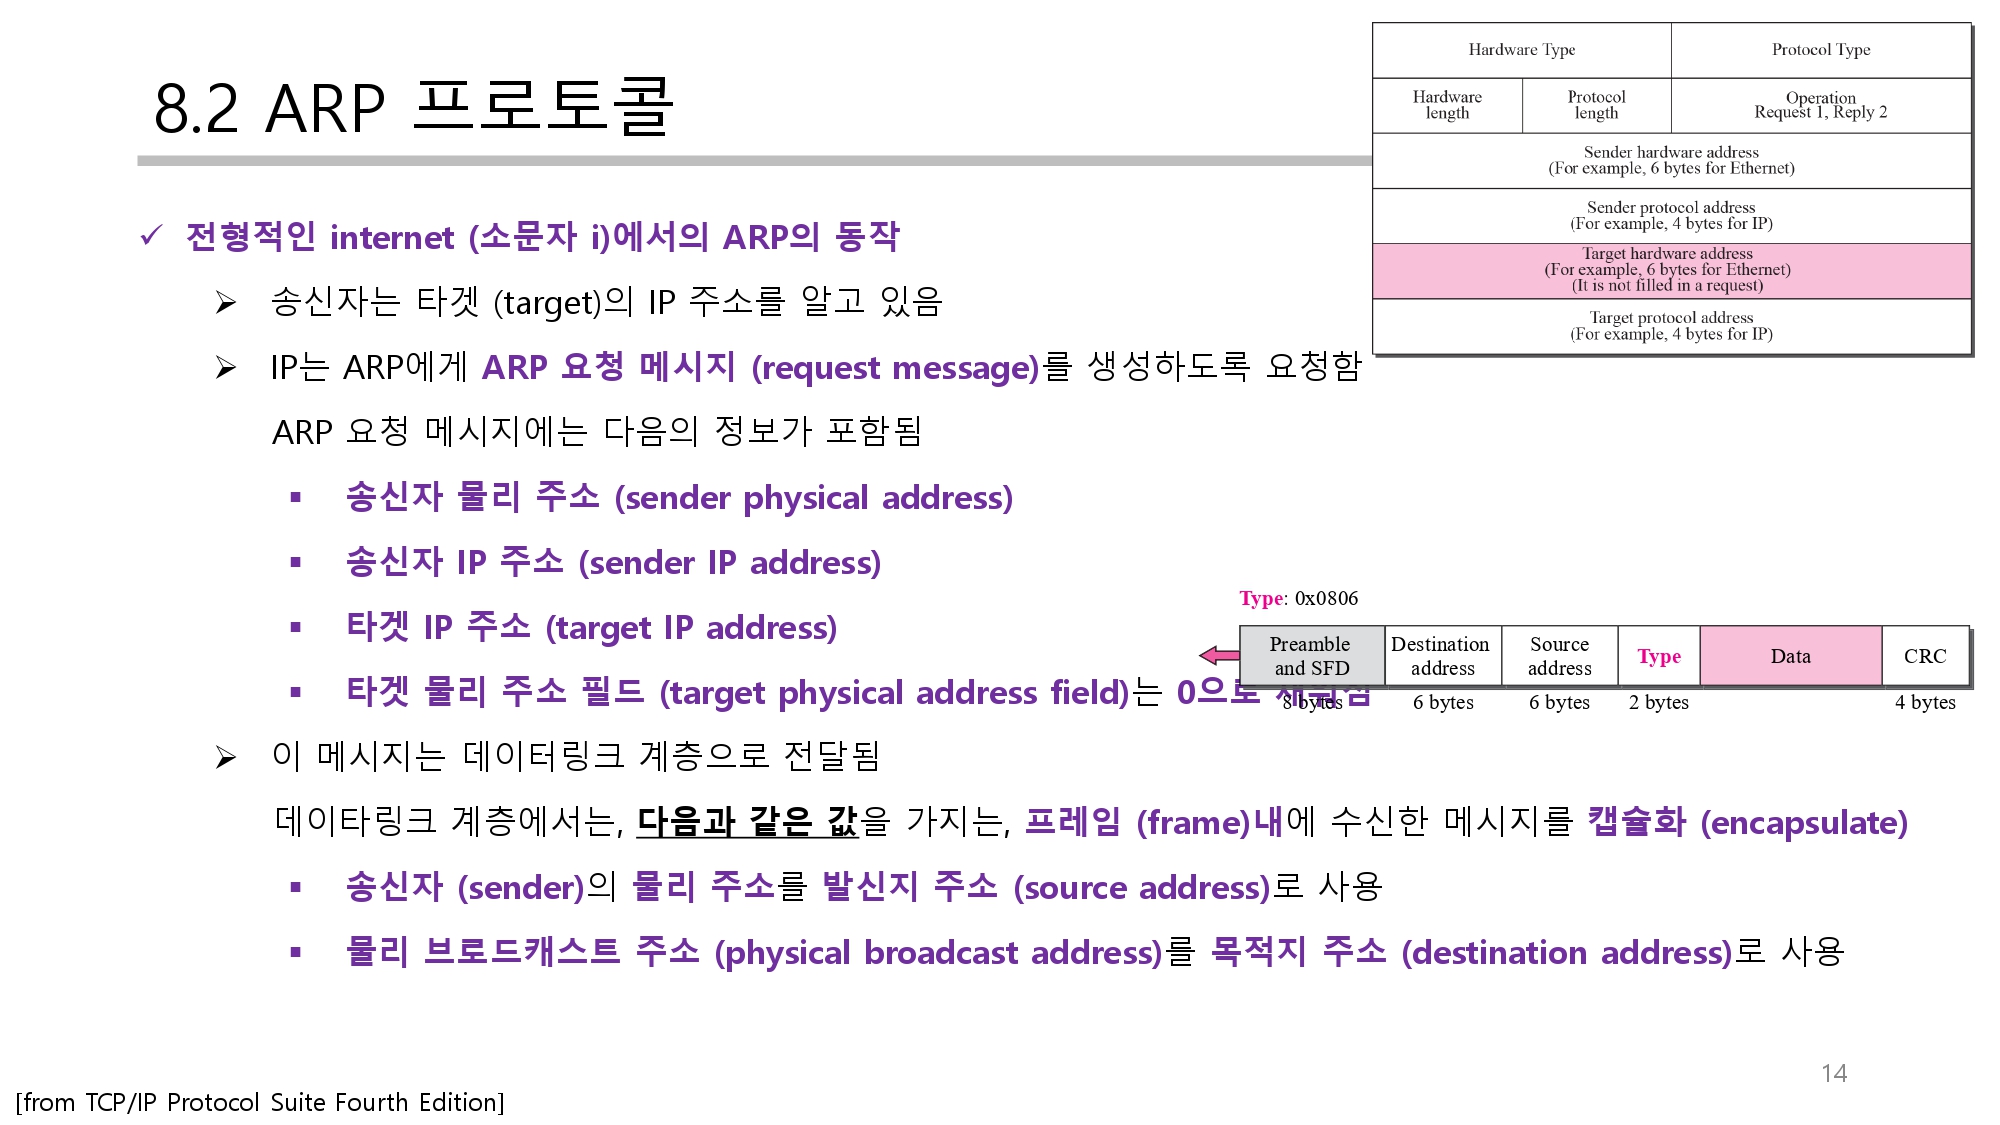 8.2 ARP 프로토콜
Hardware Type
Protocol Type
Hardware
length
Protocol
length
Operation
Request 1, Reply 2
Sender hardware address
(For example, 6 bytes for Ethernet)
Sender protocol address
(For example, 4 bytes for IP)
Target hardware address
(For example, 6 bytes for Ethernet)
(It is not filled in a request)
Target protocol address
(For example, 4 bytes for IP)
✓ 전형적인 internet (소문자 i)에서의 ARP의 동작
➢ 송신자는 타겟 (target)의 IP 주소를 알고 있음
➢ IP는 ARP에게 ARP 요청 메시지 (request message)를 생성하도록 요청함
ARP 요청 메시지에는 다음의 정보가 포함됨
▪ 송신자 물리 주소 (sender physical address)
▪ 송신자 IP 주소 (sender IP address)
▪ 타겟 IP 주소 (target IP address)
▪ 타겟 물리 주소 필드 (target physical address field)는 0으로 채워짐
Type: 0x0806
Preamble
and SFD
Destination
address
Source
address
Type
Data
CRC
8 bytes
6 bytes
6 bytes
2 bytes
4 bytes
➢ 이 메시지는 데이터링크 계층으로 전달됨
데이타링크 계층에서는, 다음과 같은 값을 가지는, 프레임 (frame)내에 수신한 메시지를 캡슐화 (encapsulate)
▪ 송신자 (sender)의 물리 주소를 발신지 주소 (source address)로 사용
▪ 물리 브로드캐스트 주소 (physical broadcast address)를 목적지 주소 (destination address)로 사용
14
[from TCP/IP Protocol Suite Fourth Edition]